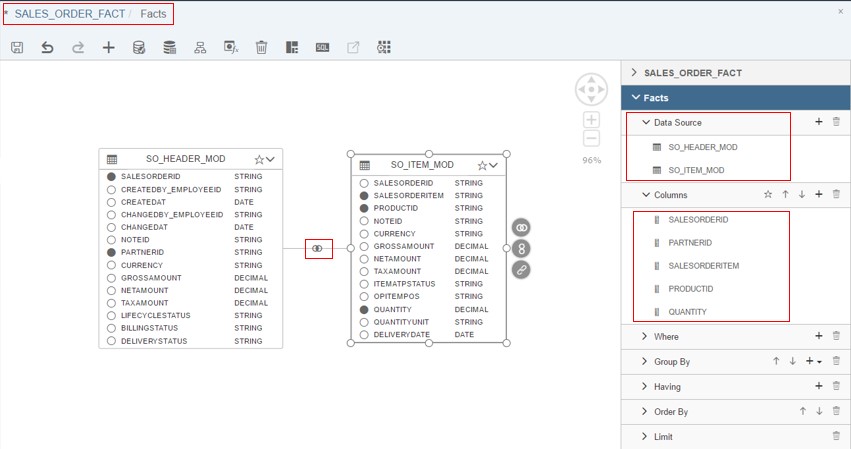 * SALES_ORDER_FACT / Facts
×
SQL
96%
SO_HEADER_MOD
SALESORDERID STRING
CREATEDBY_EMPLOYEEID STRING
CREATEDAT DATE
CHANGEDBY_EMPLOYEEID STRING
CHANGEDAT DATE
NOTEID STRING
PARTNERID STRING
CURRENCY STRING
GROSSAMOUNT DECIMAL
NETAMOUNT DECIMAL
TAXAMOUNT DECIMAL
LIFECYCLESTATUS STRING
BILLINGSTATUS STRING
DELIVERYSTATUS STRING
SO_ITEM_MOD
SALESORDERID STRING
SALESORDERITEM STRING
PRODUCTID STRING
NOTEID STRING
CURRENCY STRING
GROSSAMOUNT DECIMAL
NETAMOUNT DECIMAL
TAXAMOUNT DECIMAL
ITEMATPSTATUS STRING
OPITEMPOS STRING
QUANTITY DECIMAL
QUANTITYUNIT STRING
DELIVERYDATE DATE
SALES_ORDER_FACT
Facts
Data Source
SO_HEADER_MOD
SO_ITEM_MOD
Columns
SALESORDERID
PARTNERID
SALESORDERITEM
PRODUCTID
QUANTITY
Where
Group By
Having
Order By
Limit